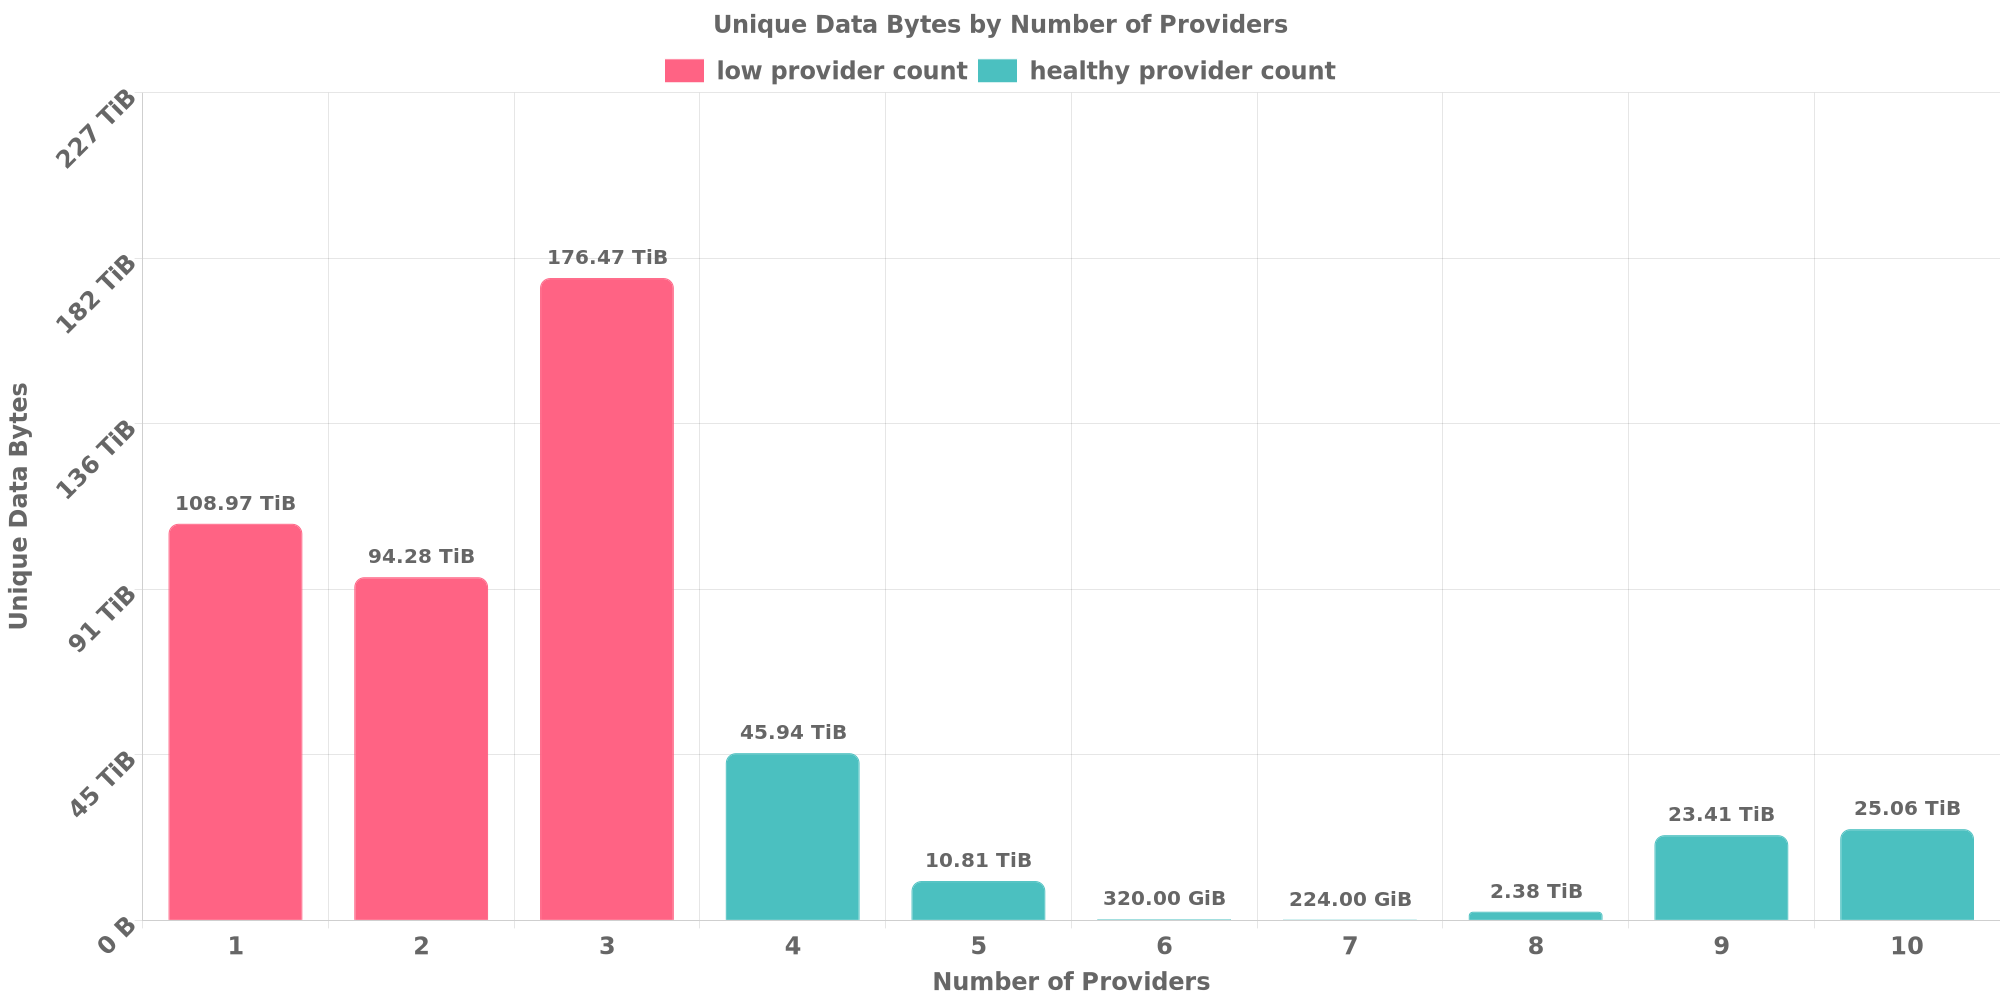 Unique Data Bytes by Number of Providers
low provider count healthy provider count
227 TiB
182 TiB
136 TiB
91 TiB
45 TiB
0 B
Unique Data Bytes
108.97 TiB
94.28 TiB
176.47 TiB
45.94 TiB
10.81 TiB
320.00 GiB
224.00 GiB
2.38 TiB
23.41 TiB
25.06 TiB
1 2 3 4 5 6 7 8 9 10
Number of Providers